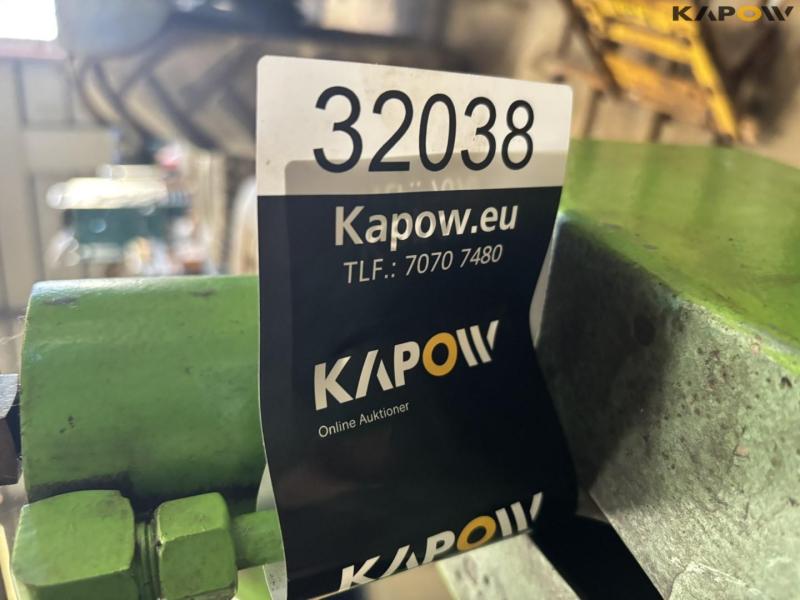 KAPOW
32038
Kapow.eu
TLF.: 7070 7480
KAPOW
Online Auktioner
KAPOW